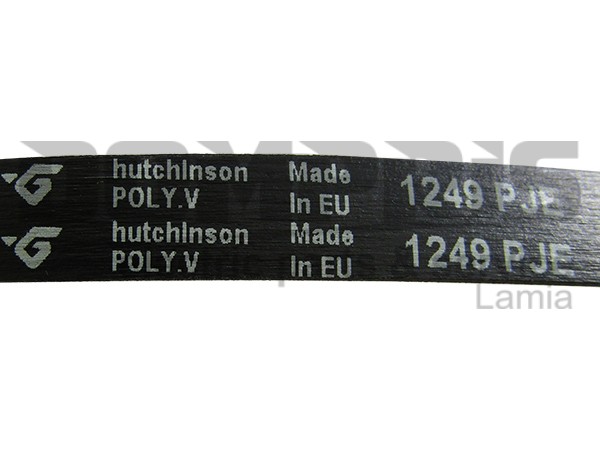 hutchinson Made 1249 PJE
POLY.V In EU
hutchinson Made 1249 PJE
POLY.V In EU
Lamia